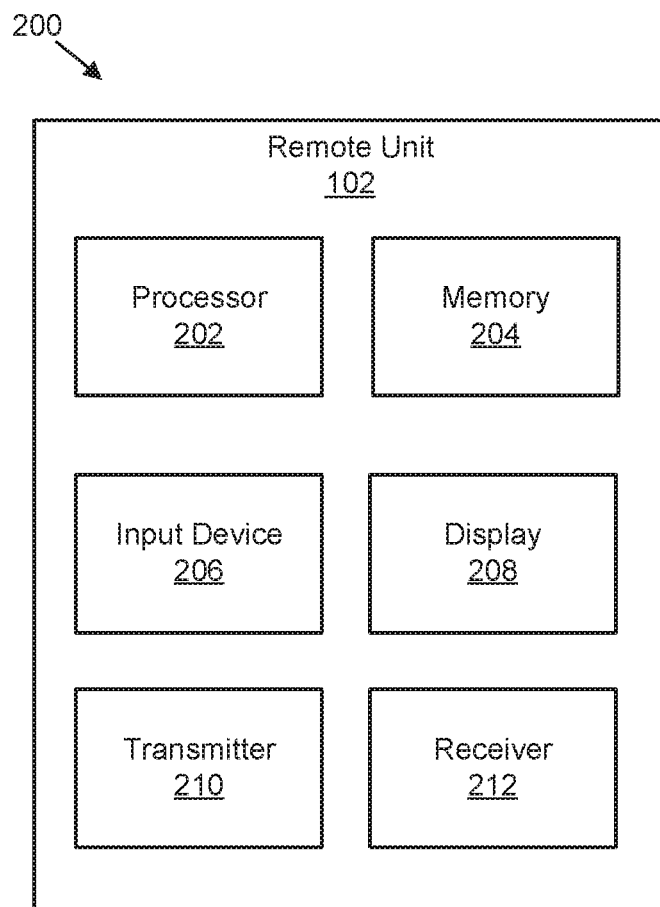 200
Remote Unit
102
Processor
202
Memory
204
Input Device
206
Display
208
Transmitter
210
Receiver
212